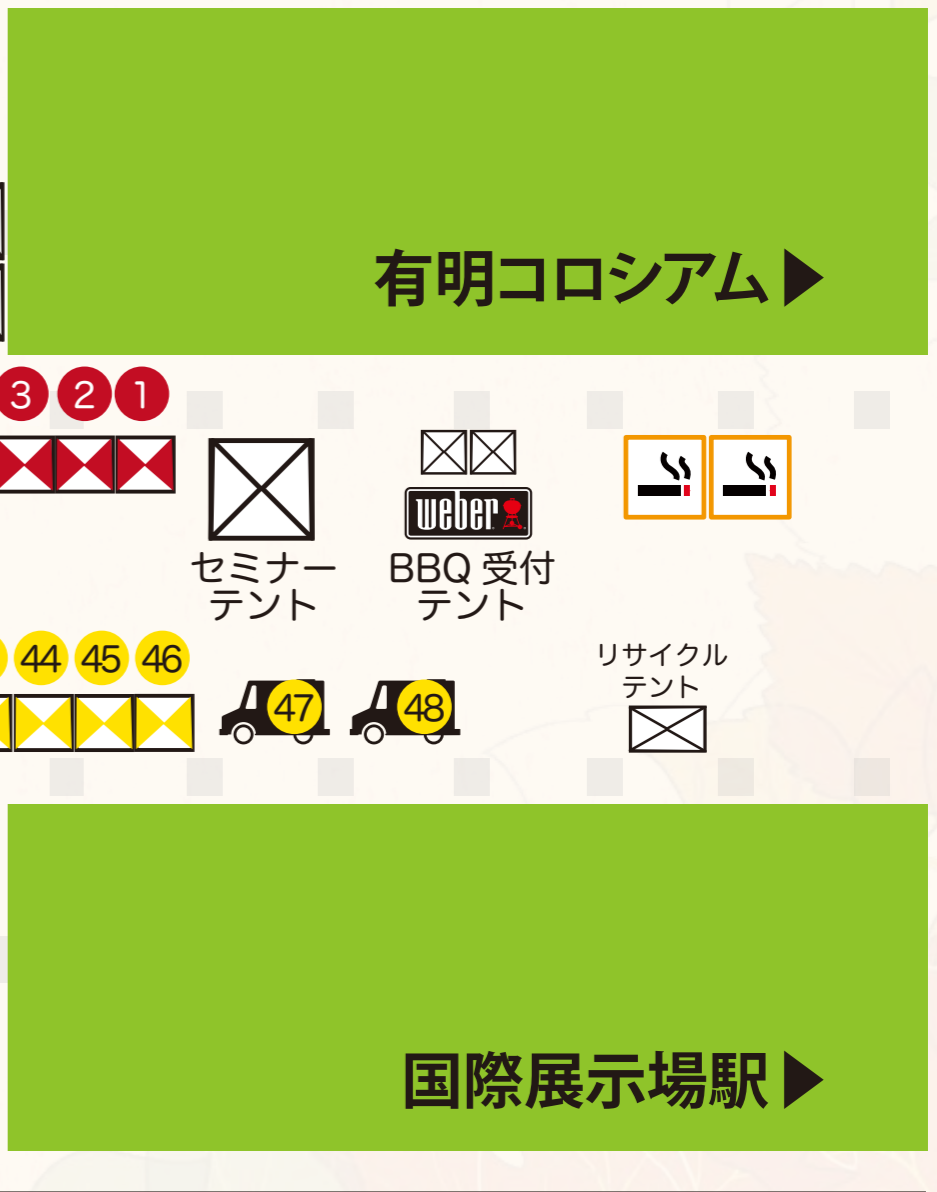 有明コロシアム▶
3 2 1
weber
セミナー
テント
BBQ 受付
テント
44 45 46
47 48
リサイクル
テント
国際展示場駅▶